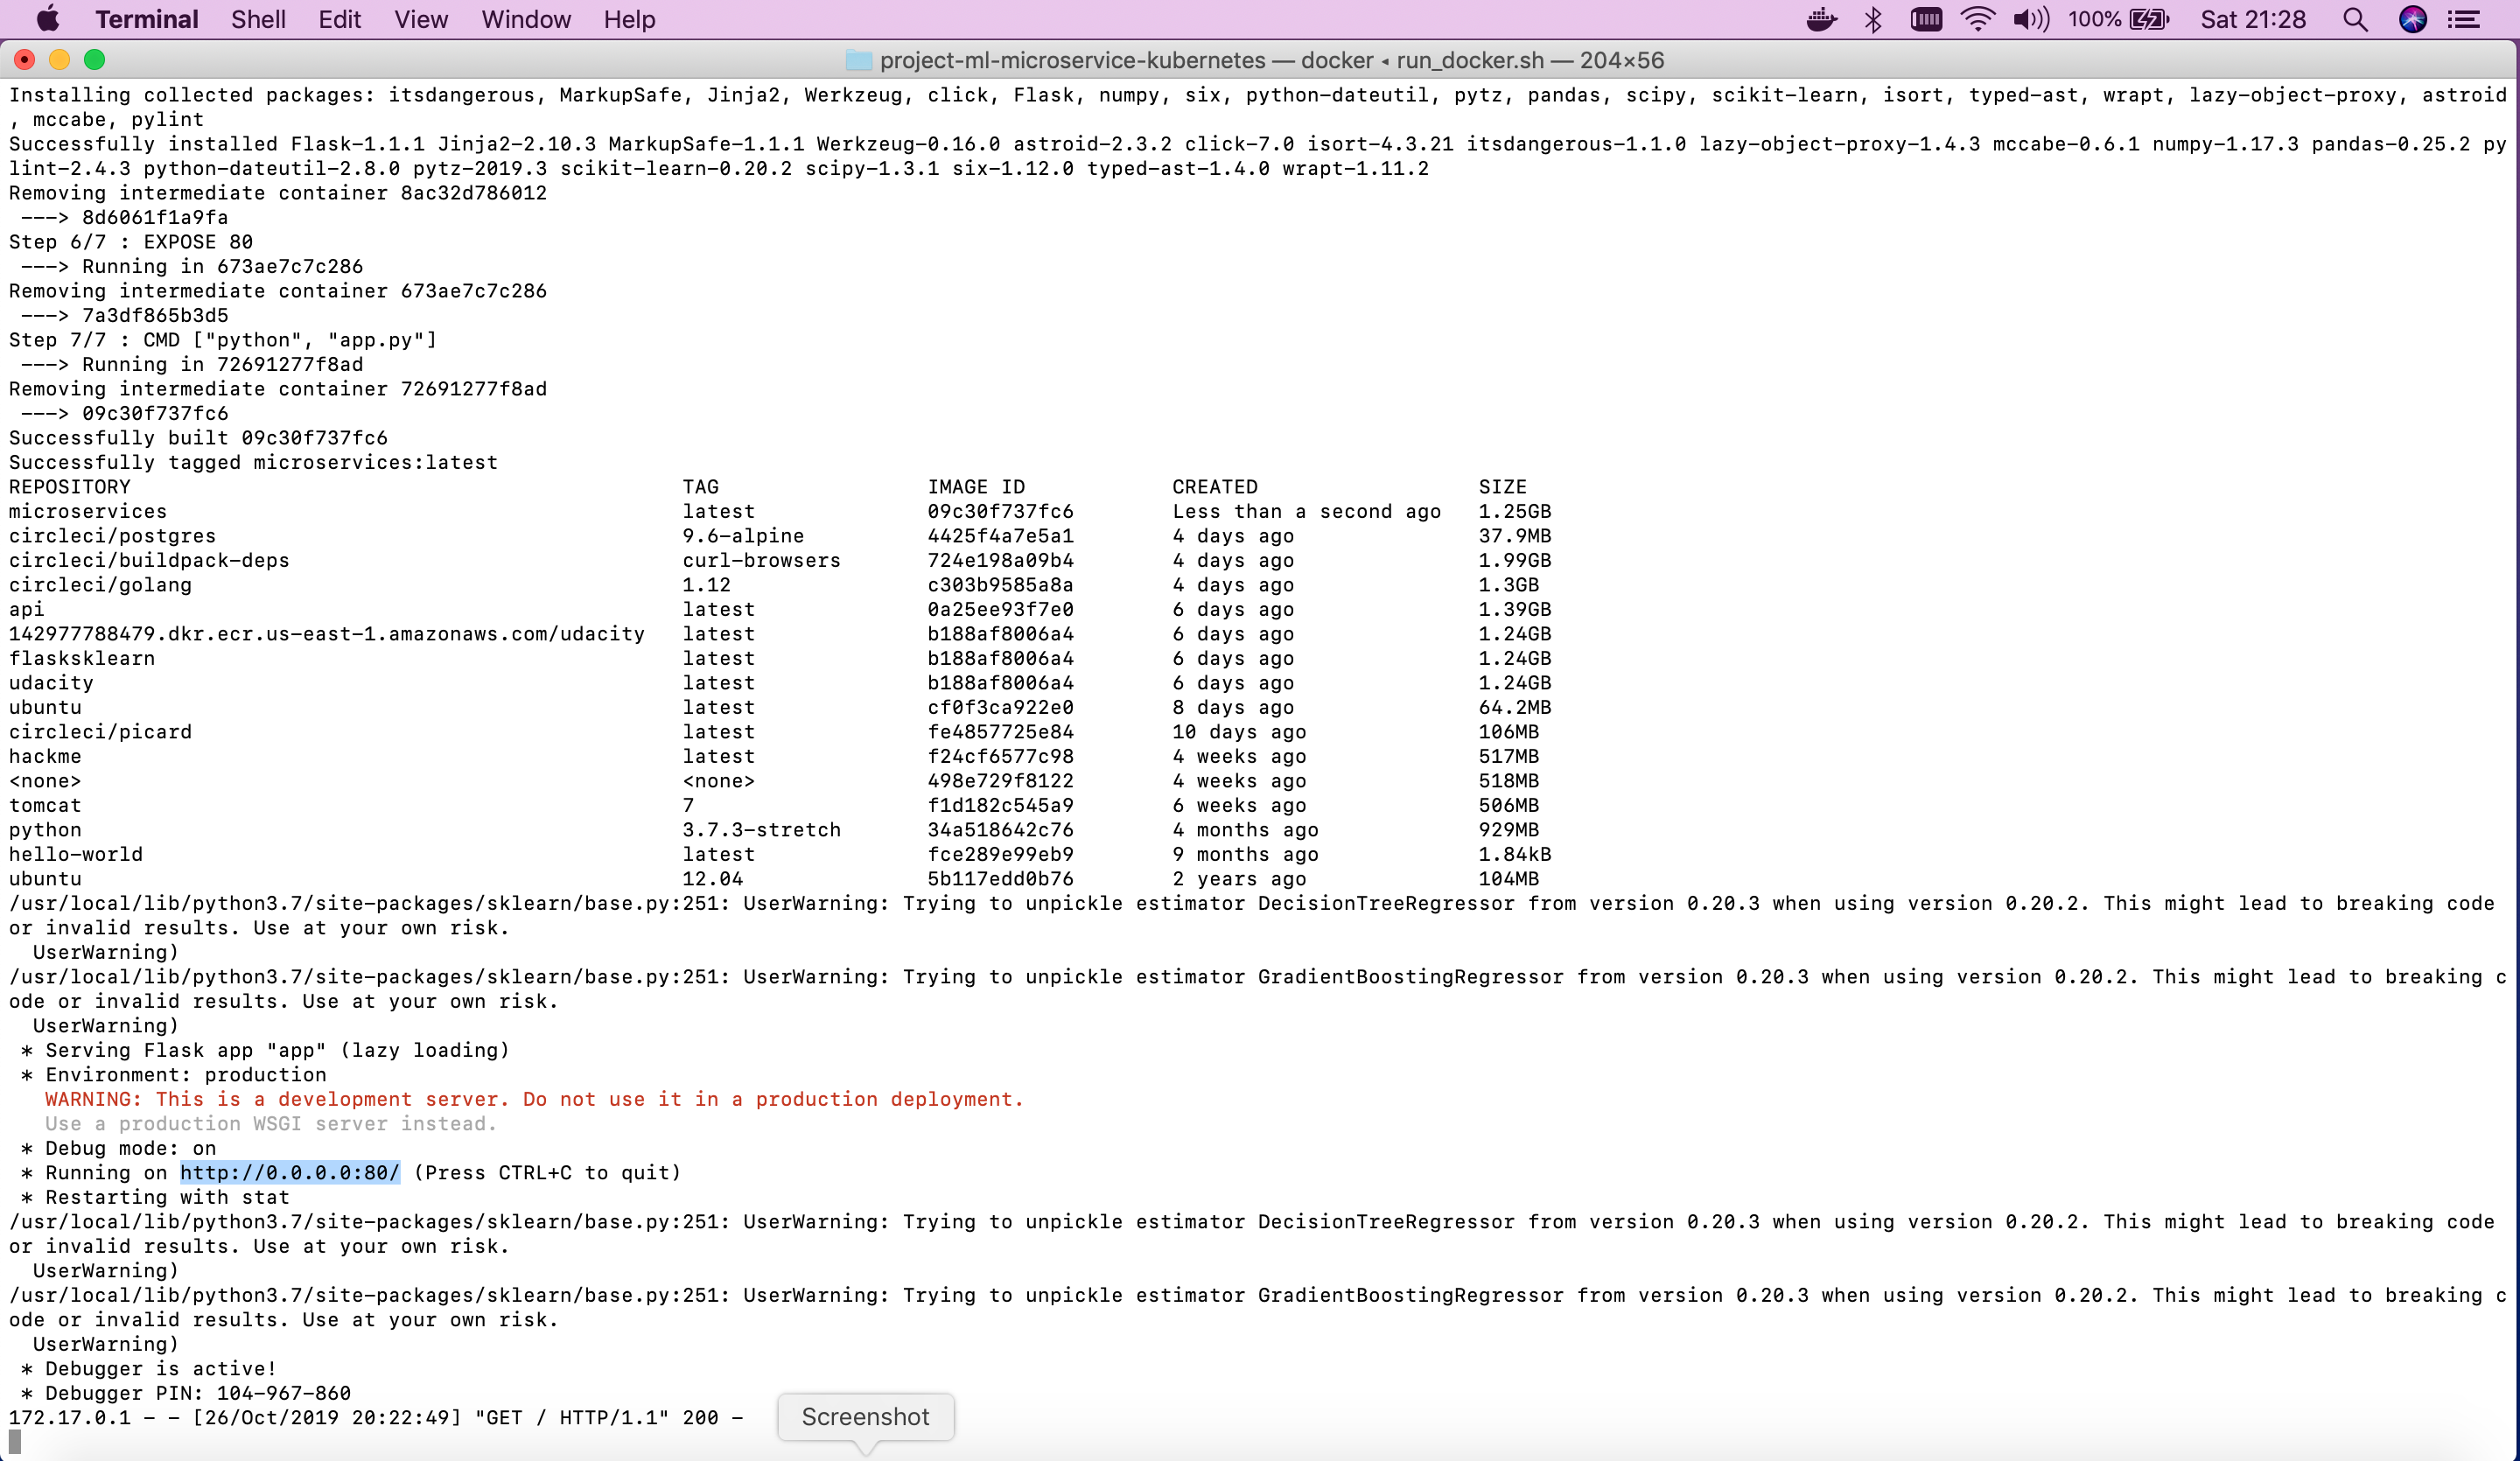 Terminal Shell Edit View Window Help 100% Sat 21:28
project-ml-microservice-kubernetes — docker ◂ run_docker.sh — 204×56
Installing collected packages: itsdangerous, MarkupSafe, Jinja2, Werkzeug, click, Flask, numpy, six, python-dateutil, pytz, pandas, scipy, scikit-learn, isort, typed-ast, wrapt, lazy-object-proxy, astroid
, mccabe, pylint
Successfully installed Flask-1.1.1 Jinja2-2.10.3 MarkupSafe-1.1.1 Werkzeug-0.16.0 astroid-2.3.2 click-7.0 isort-4.3.21 itsdangerous-1.1.0 lazy-object-proxy-1.4.3 mccabe-0.6.1 numpy-1.17.3 pandas-0.25.2 py
lint-2.4.3 python-dateutil-2.8.0 pytz-2019.3 scikit-learn-0.20.2 scipy-1.3.1 six-1.12.0 typed-ast-1.4.0 wrapt-1.11.2
Removing intermediate container 8ac32d786012
 ---> 8d6061f1a9fa
Step 6/7 : EXPOSE 80
 ---> Running in 673ae7c7c286
Removing intermediate container 673ae7c7c286
 ---> 7a3df865b3d5
Step 7/7 : CMD ["python", "app.py"]
 ---> Running in 72691277f8ad
Removing intermediate container 72691277f8ad
 ---> 09c30f737fc6
Successfully built 09c30f737fc6
Successfully tagged microservices:latest
REPOSITORY TAG IMAGE ID CREATED SIZE
microservices latest 09c30f737fc6 Less than a second ago 1.25GB
circleci/postgres 9.6-alpine 4425f4a7e5a1 4 days ago 37.9MB
circleci/buildpack-deps curl-browsers 724e198a09b4 4 days ago 1.99GB
circleci/golang 1.12 c303b9585a8a 4 days ago 1.3GB
api latest 0a25ee93f7e0 6 days ago 1.39GB
142977788479.dkr.ecr.us-east-1.amazonaws.com/udacity latest b188af8006a4 6 days ago 1.24GB
flasksklearn latest b188af8006a4 6 days ago 1.24GB
udacity latest b188af8006a4 6 days ago 1.24GB
ubuntu latest cf0f3ca922e0 8 days ago 64.2MB
circleci/picard latest fe4857725e84 10 days ago 106MB
hackme latest f24cf6577c98 4 weeks ago 517MB
<none> <none> 498e729f8122 4 weeks ago 518MB
tomcat 7 f1d182c545a9 6 weeks ago 506MB
python 3.7.3-stretch 34a518642c76 4 months ago 929MB
hello-world latest fce289e99eb9 9 months ago 1.84kB
ubuntu 12.04 5b117edd0b76 2 years ago 104MB
/usr/local/lib/python3.7/site-packages/sklearn/base.py:251: UserWarning: Trying to unpickle estimator DecisionTreeRegressor from version 0.20.3 when using version 0.20.2. This might lead to breaking code
or invalid results. Use at your own risk.
  UserWarning)
/usr/local/lib/python3.7/site-packages/sklearn/base.py:251: UserWarning: Trying to unpickle estimator GradientBoostingRegressor from version 0.20.3 when using version 0.20.2. This might lead to breaking c
ode or invalid results. Use at your own risk.
  UserWarning)
 * Serving Flask app "app" (lazy loading)
 * Environment: production
   WARNING: This is a development server. Do not use it in a production deployment.
   Use a production WSGI server instead.
 * Debug mode: on
 * Running on http://0.0.0.0:80/ (Press CTRL+C to quit)
 * Restarting with stat
/usr/local/lib/python3.7/site-packages/sklearn/base.py:251: UserWarning: Trying to unpickle estimator DecisionTreeRegressor from version 0.20.3 when using version 0.20.2. This might lead to breaking code
or invalid results. Use at your own risk.
  UserWarning)
/usr/local/lib/python3.7/site-packages/sklearn/base.py:251: UserWarning: Trying to unpickle estimator GradientBoostingRegressor from version 0.20.3 when using version 0.20.2. This might lead to breaking c
ode or invalid results. Use at your own risk.
  UserWarning)
 * Debugger is active!
 * Debugger PIN: 104-967-860
172.17.0.1 - - [26/Oct/2019 20:22:49] "GET / HTTP/1.1" 200 -
Screenshot